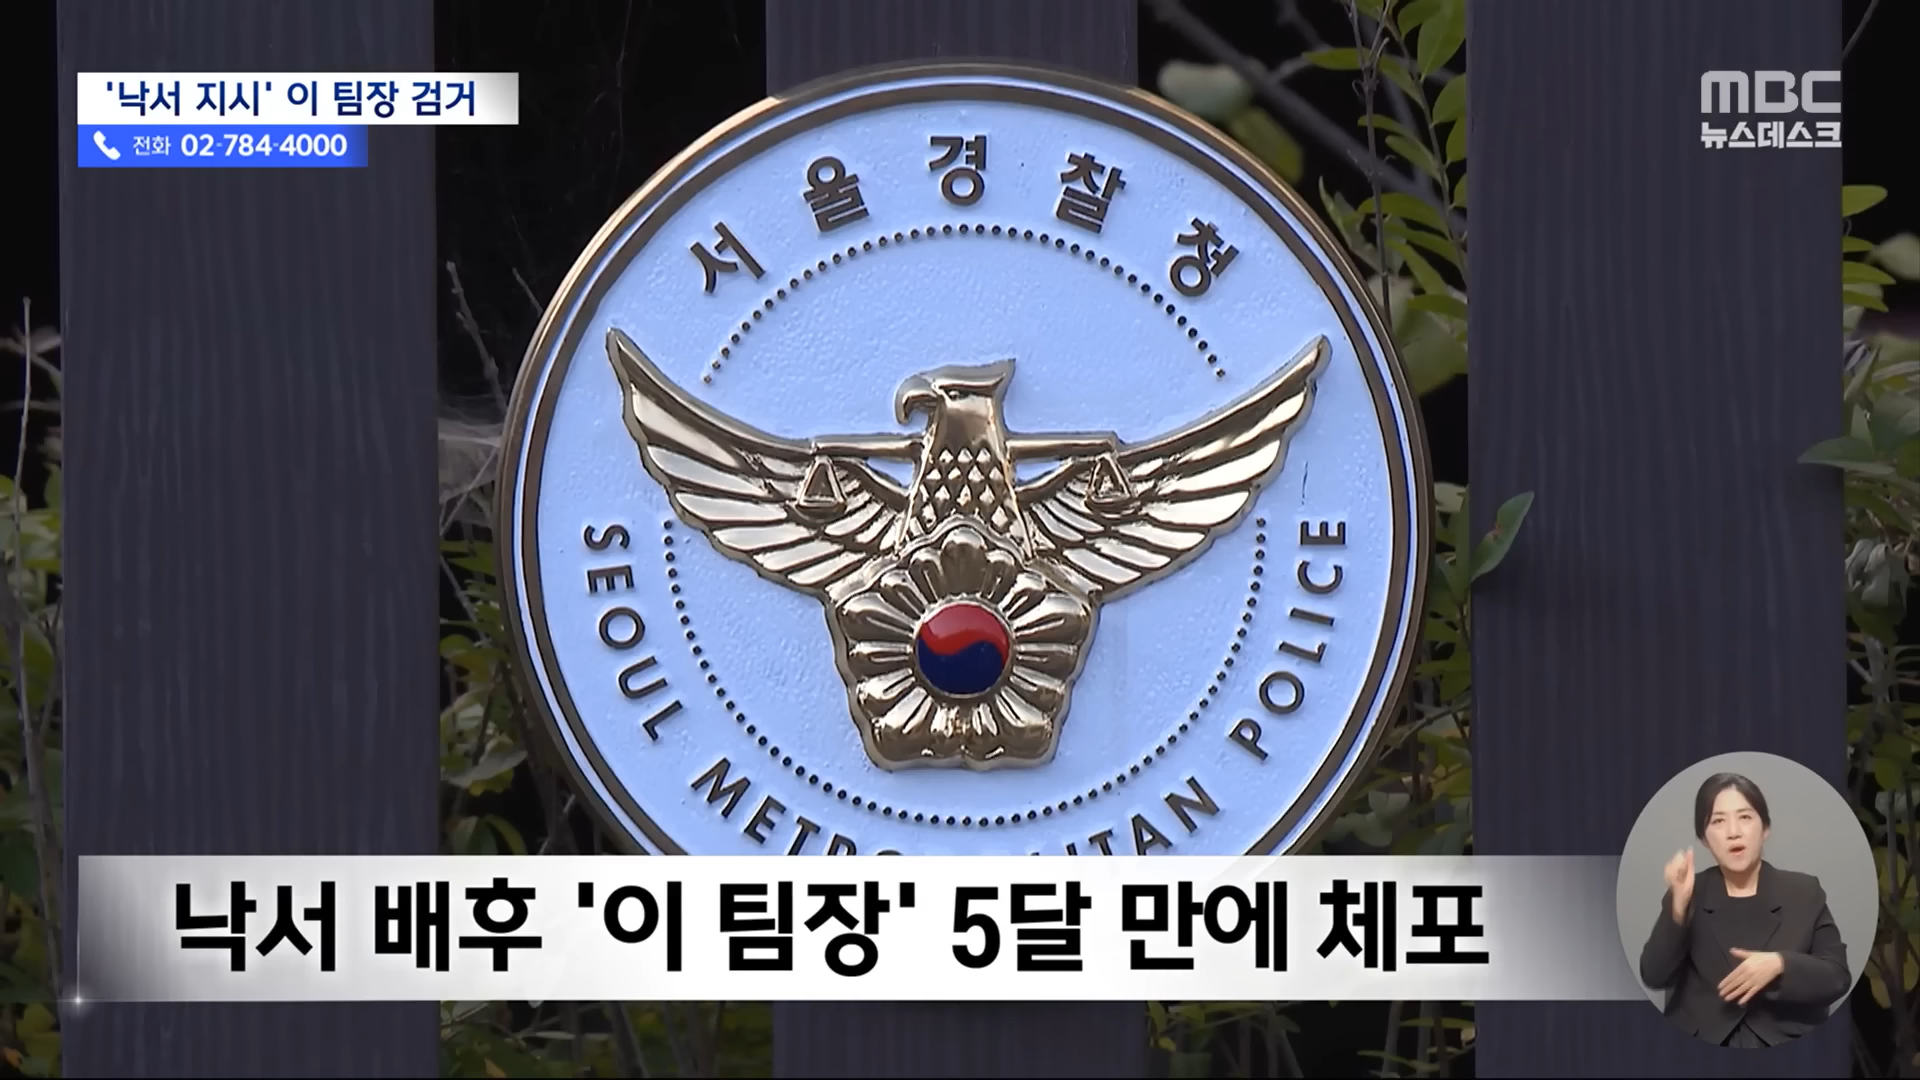 '낙서 지시' 이 팀장 검거
전화 02-784-4000
MBC
뉴스데스크
서울경찰청
SEOUL METROPOLITAN POLICE
낙서 배후 '이 팀장' 5달 만에 체포